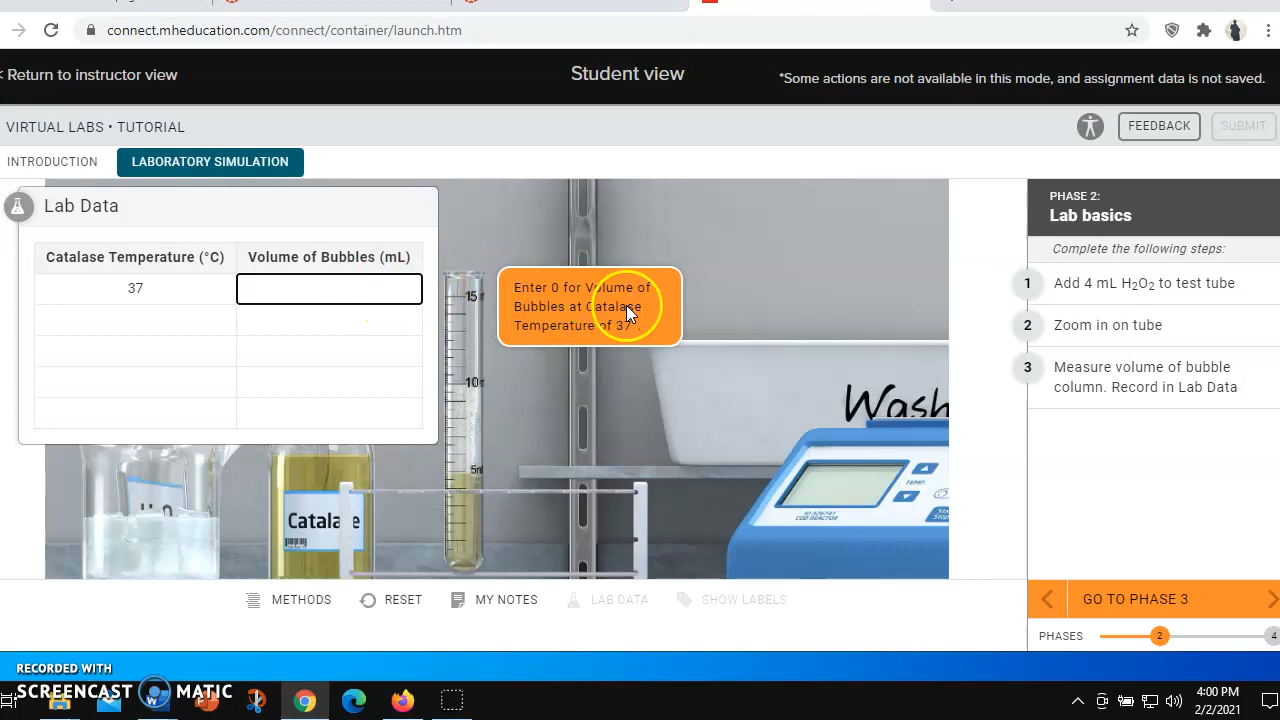 connect.mheducation.com/connect/container/launch.htm
Return to instructor view
Student view
*Some actions are not available in this mode, and assignment data is not saved.
VIRTUAL LABS • TUTORIAL
FEEDBACK
SUBMIT
INTRODUCTION
LABORATORY SIMULATION
Lab Data
Catalase Temperature (°C)
Volume of Bubbles (mL)
37
15
10
5
Enter 0 for Volume of
Bubbles at Catalase
Temperature of 37°.
Wash
Catalase
TEMP.
COD REACTOR
PHASE 2:
Lab basics
Complete the following steps:
1 Add 4 mL H₂O₂ to test tube
2 Zoom in on tube
3 Measure volume of bubble
column. Record in Lab Data
METHODS
RESET
MY NOTES
LAB DATA
SHOW LABELS
GO TO PHASE 3
PHASES
2
4
RECORDED WITH
SCREENCAST MATIC
4:00 PM
2/2/2021